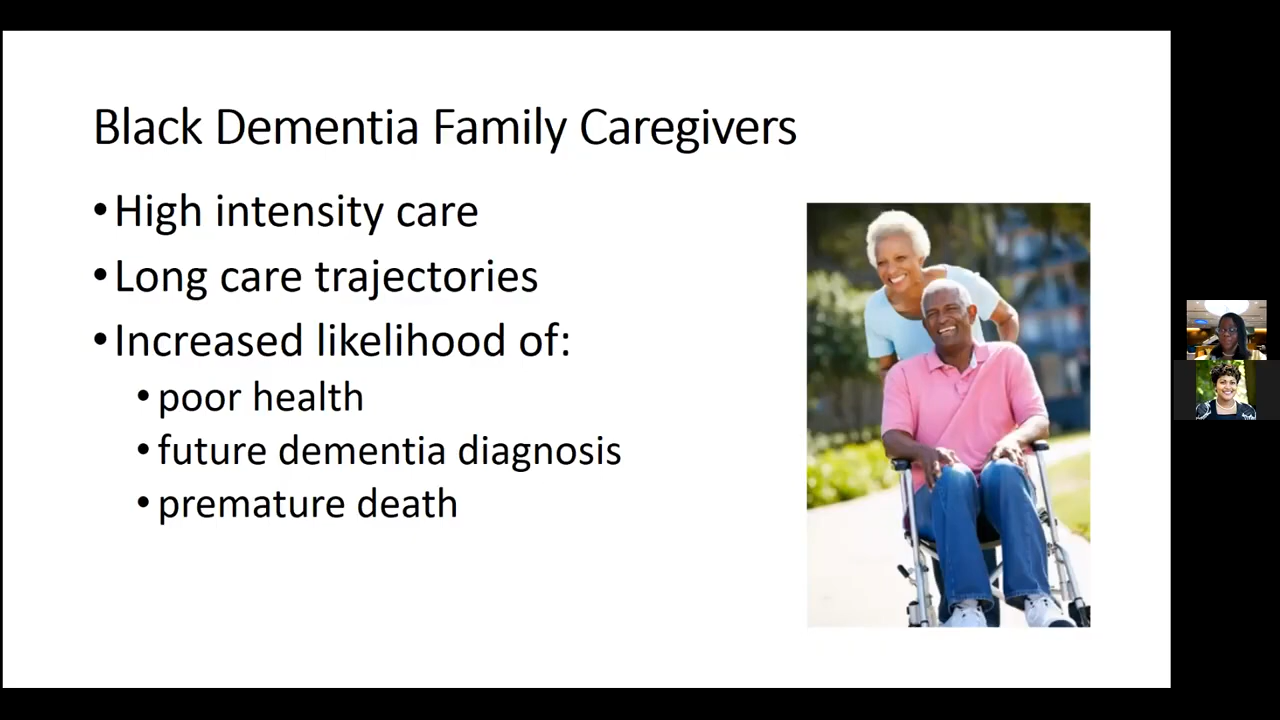 Black Dementia Family Caregivers
•High intensity care
•Long care trajectories
•Increased likelihood of:
•poor health
•future dementia diagnosis
•premature death